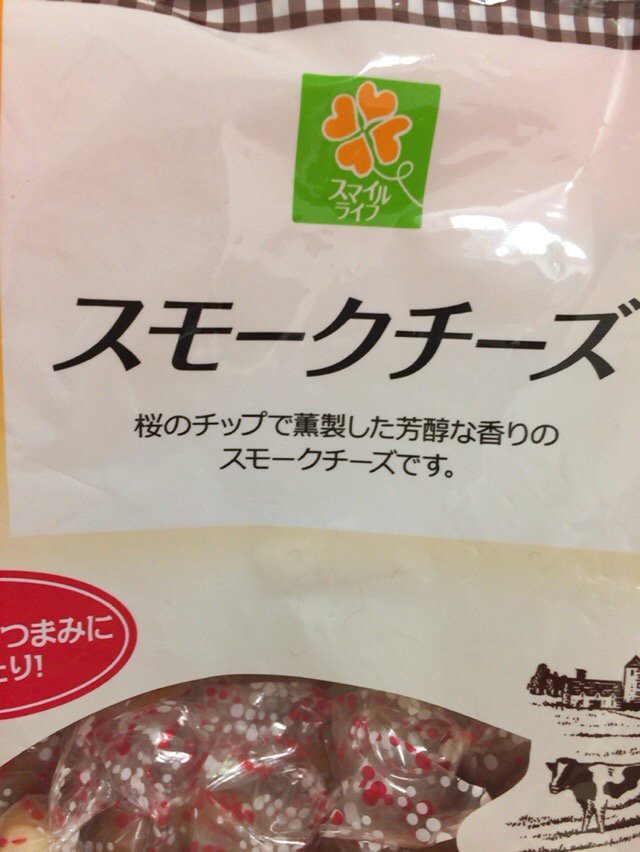 スマイル
ライフ
スモークチーズ
桜のチップで薫製した芳醇な香りの
スモークチーズです。
つまみに
り!